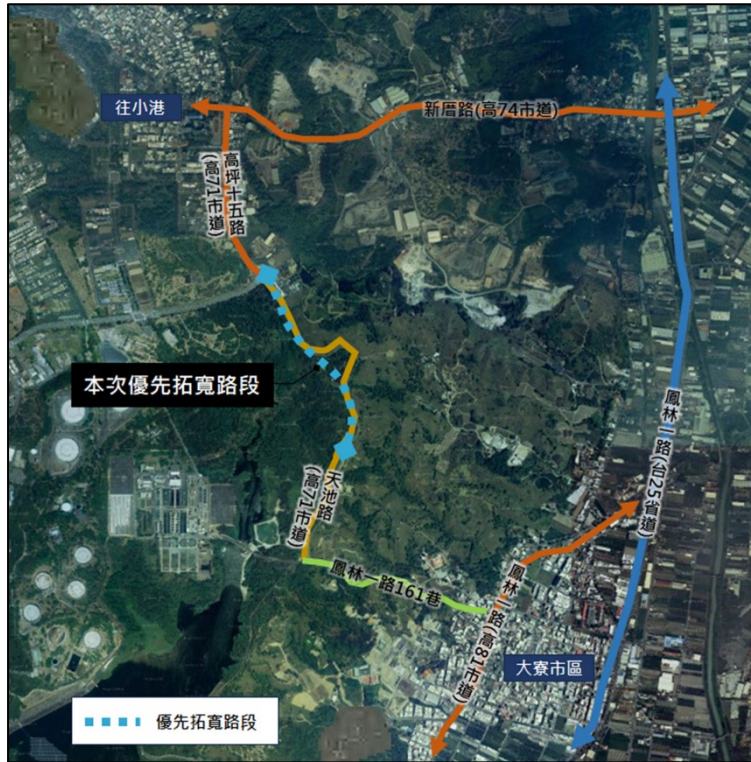 往小港
新厝路(高74市道)
高坪十五路
(高71市道)
本次優先拓寬路段
鳳林一路(台25省道)
天池路
(高71市道)
鳳林一路161巷
鳳林一路(高81市道)
大寮市區
優先拓寬路段